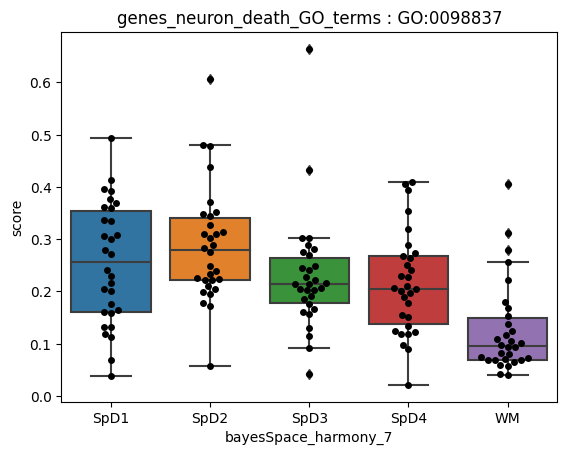 genes_neuron_death_GO_terms : GO:0098837
score
0.6
0.5
0.4
0.3
0.2
0.1
0.0
SpD1 SpD2 SpD3 SpD4 WM
bayesSpace_harmony_7